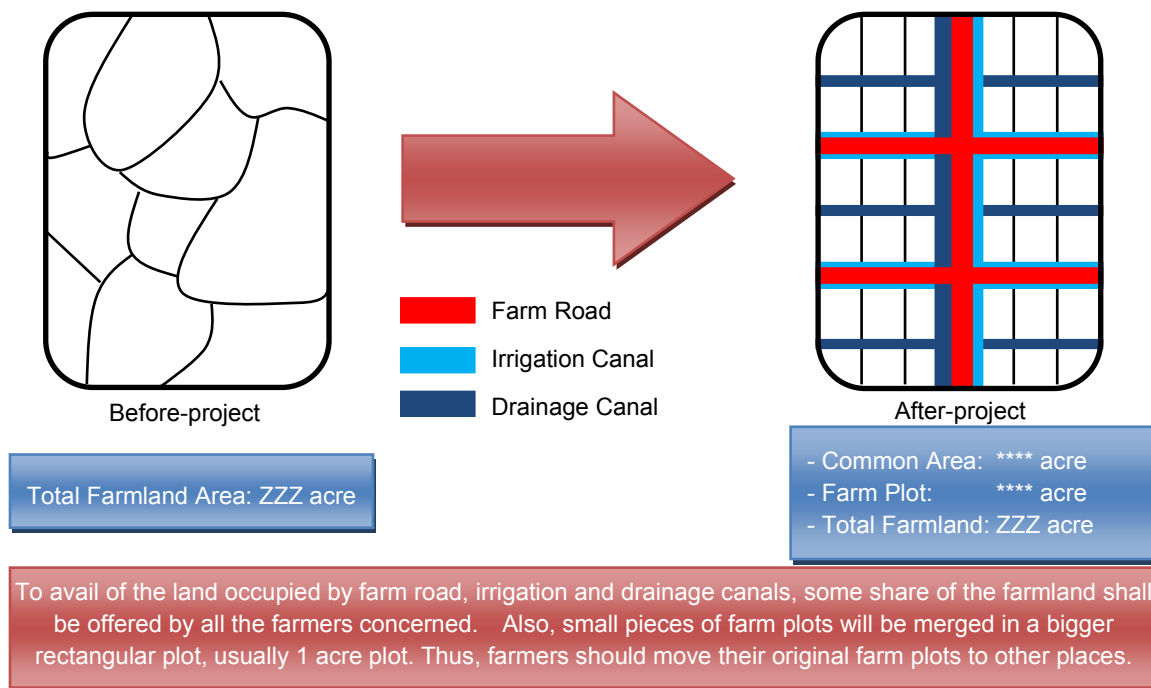 Farm Road
Irrigation Canal
Drainage Canal
Before-project
After-project
Total Farmland Area: ZZZ acre
- Common Area: **** acre
- Farm Plot: **** acre
- Total Farmland: ZZZ acre
To avail of the land occupied by farm road, irrigation and drainage canals, some share of the farmland shall
be offered by all the farmers concerned. Also, small pieces of farm plots will be merged in a bigger
rectangular plot, usually 1 acre plot. Thus, farmers should move their original farm plots to other places.